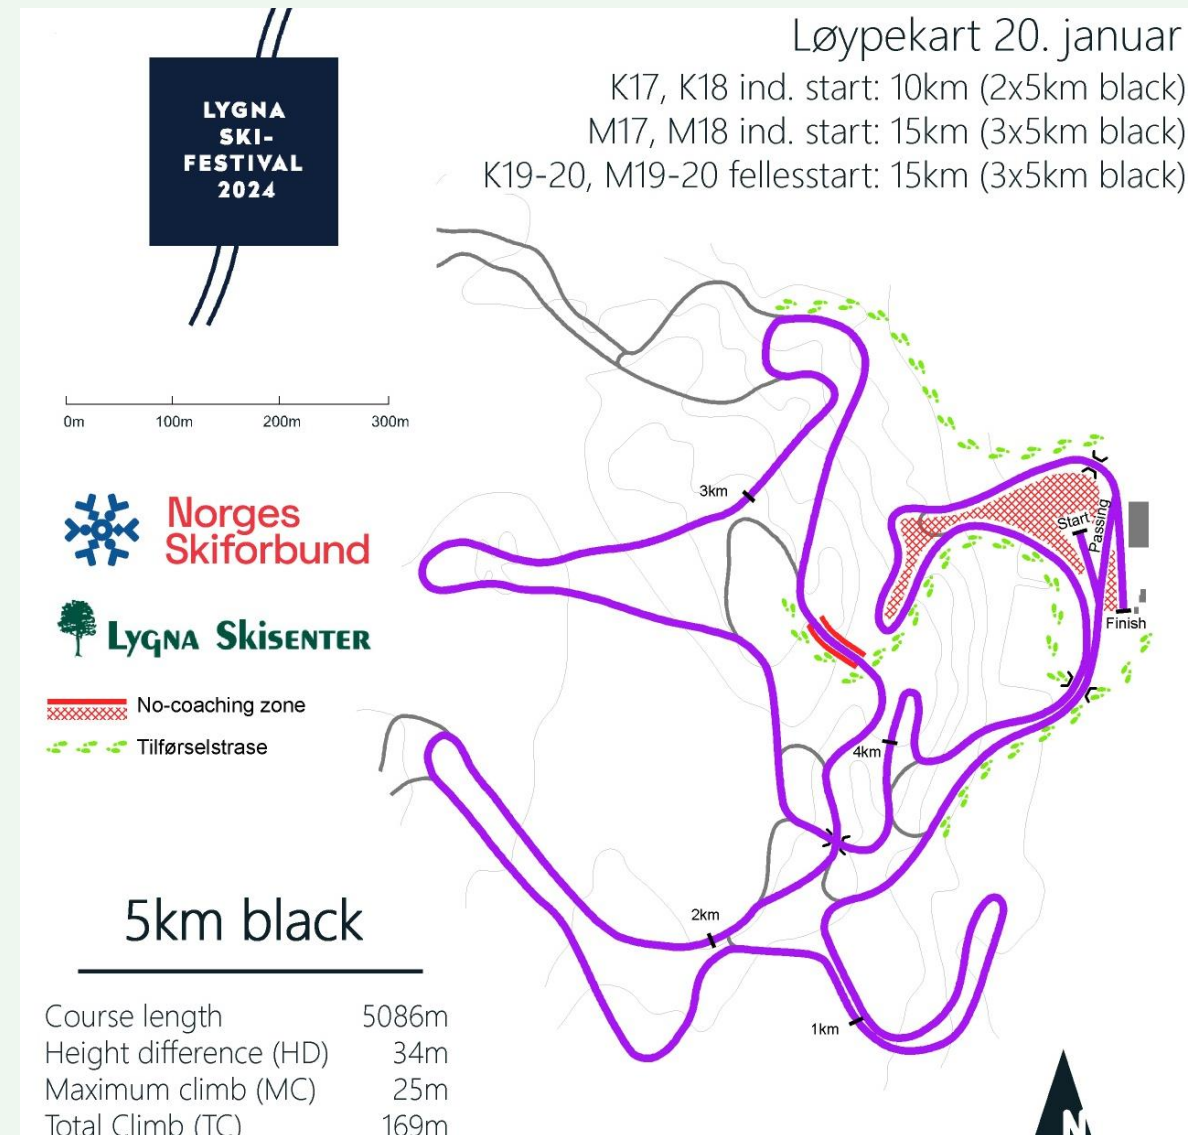 LYGNA
SKI-
FESTIVAL
2024
Løypekart 20. januar
K17, K18 ind. start: 10km (2x5km black)
M17, M18 ind. start: 15km (3x5km black)
K19-20, M19-20 fellesstart: 15km (3x5km black)
0m 100m 200m 300m
Norges
Skiforbund
LYGNA SKISENTER
No-coaching zone
Tilførselstrase
3km
Start
Passing
Finish
4km
2km
1km
5km black
Course length 5086m
Height difference (HD) 34m
Maximum climb (MC) 25m
Total Climb (TC) 169m
N